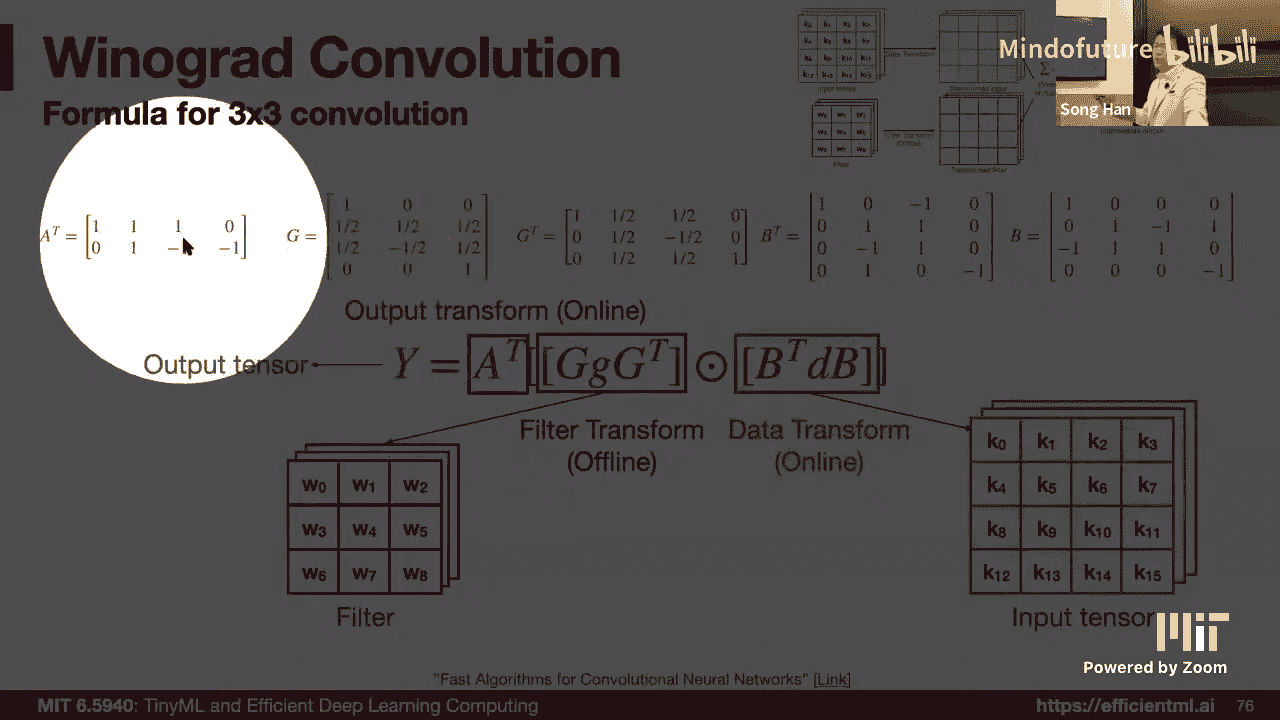 Winograd Convolution
Formula for 3x3 convolution
Mindofuture bilibili
Song Han
Input tensor
Filter
Transformed filter
A^T = [1 1 1 0
0 1 − −1]
G = [1 0 0
1/2 1/2 1/2
1/2 −1/2 1/2
0 0 1]
G^T = [1 1/2 1/2 0
0 1/2 −1/2 0
0 1/2 1/2 1]
B^T = [1 0 −1 0
0 1 1 0
0 −1 1 0
0 1 0 −1]
B = [1 0 0 0
0 1 −1 1
−1 1 1 0
0 0 0 −1]
Output transform (Online)
Output tensor
Y = A^T[[GgG^T] ⊙ [B^T dB]]
Filter Transform
(Offline)
Data Transform
(Online)
w0 w1 w2
w3 w4 w5
w6 w7 w8
Filter
k0 k1 k2 k3
k4 k5 k6 k7
k8 k9 k10 k11
k12 k13 k14 k15
Input tensor
MIT
Powered by Zoom
"Fast Algorithms for Convolutional Neural Networks" [Link]
MIT 6.5940: TinyML and Efficient Deep Learning Computing
https://efficientml.ai
76